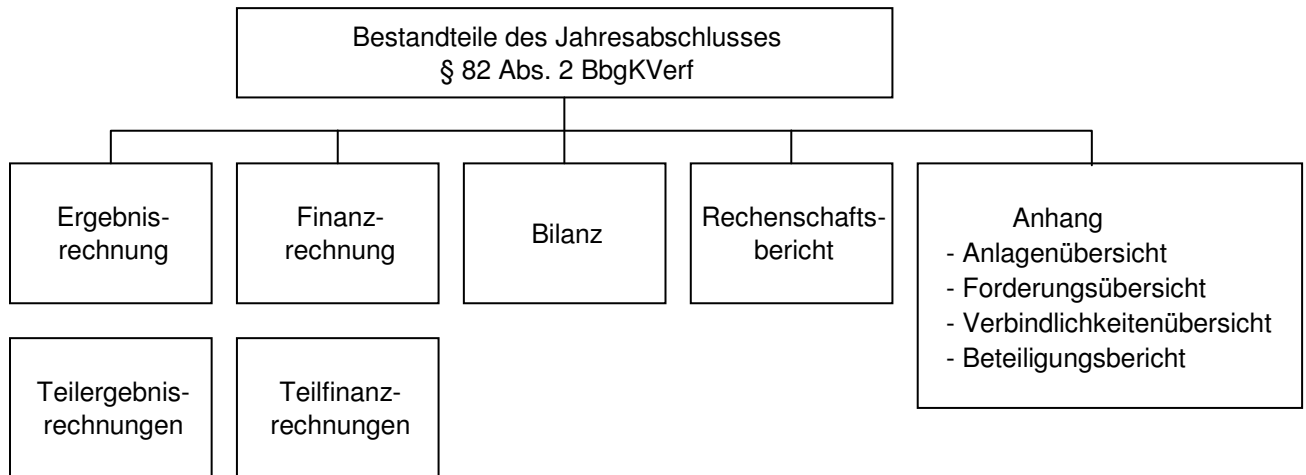 Bestandteile des Jahresabschlusses
§ 82 Abs. 2 BbgKVerf
Ergebnis-
rechnung
Finanz-
rechnung
Bilanz
Rechenschafts-
bericht
Anhang
- Anlagenübersicht
- Forderungsübersicht
- Verbindlichkeitenübersicht
- Beteiligungsbericht
Teilergebnis-
rechnungen
Teilfinanz-
rechnungen